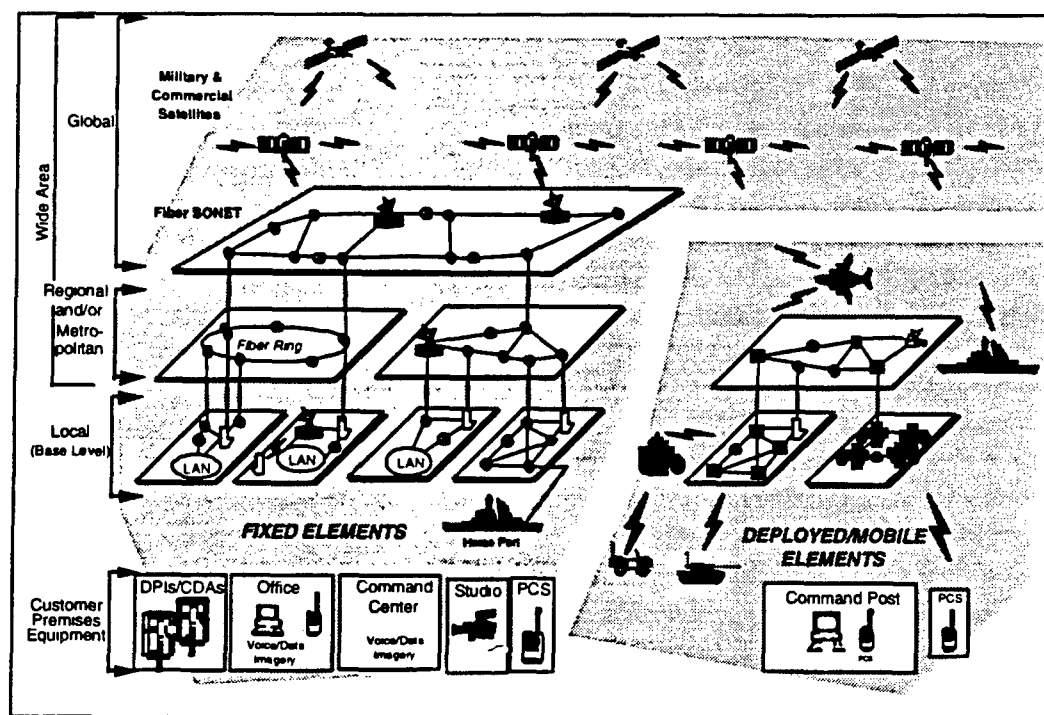 Military &
Commercial
Satellites
Global
Wide Area
Fiber SONET
Regional
and/or
Metro-
politan
Fiber Ring
Local
(Base Level)
LAN
LAN
LAN
FIXED ELEMENTS
Home Port
DEPLOYED/MOBILE
ELEMENTS
Customer
Premises
Equipment
DPIs/CDAs
Office
Voice/Data
Imagery
Command
Center
Voice/Data
Imagery
Studio
PCS
Command Post
PCS
PCS